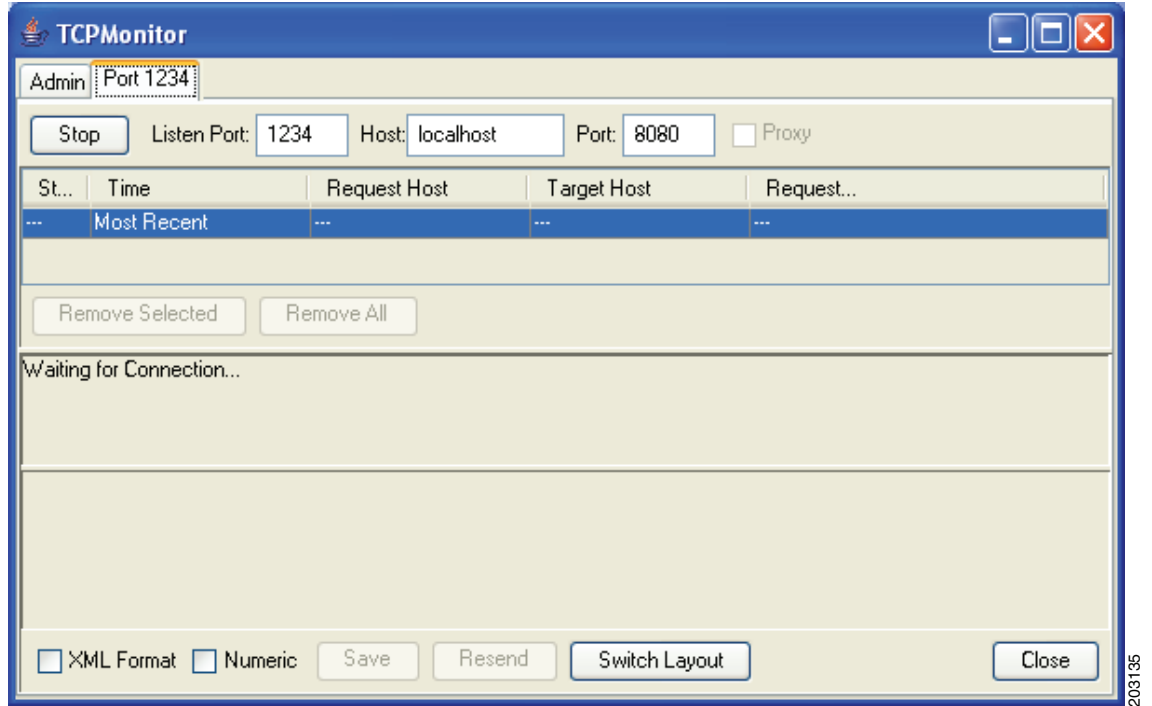 TCPMonitor
Admin Port 1234
Stop Listen Port: 1234 Host: localhost Port: 8080 Proxy
St... Time Request Host Target Host Request...
--- Most Recent --- --- ---
Remove Selected Remove All
Waiting for Connection...
XML Format Numeric Save Resend Switch Layout Close
203135